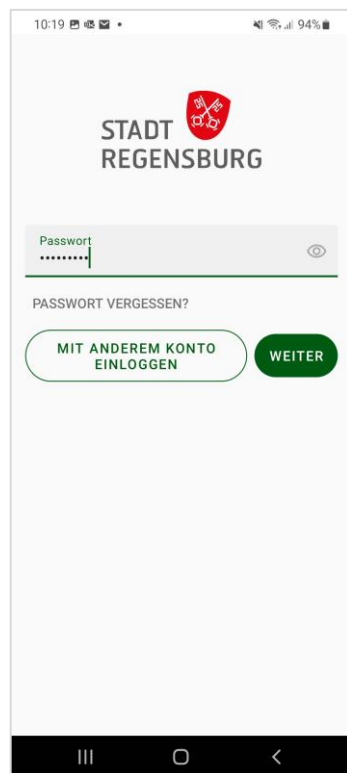 10:19
94%
STADT
REGENSBURG
Passwort
•••••••••
PASSWORT VERGESSEN?
MIT ANDEREM KONTO
EINLOGGEN
WEITER